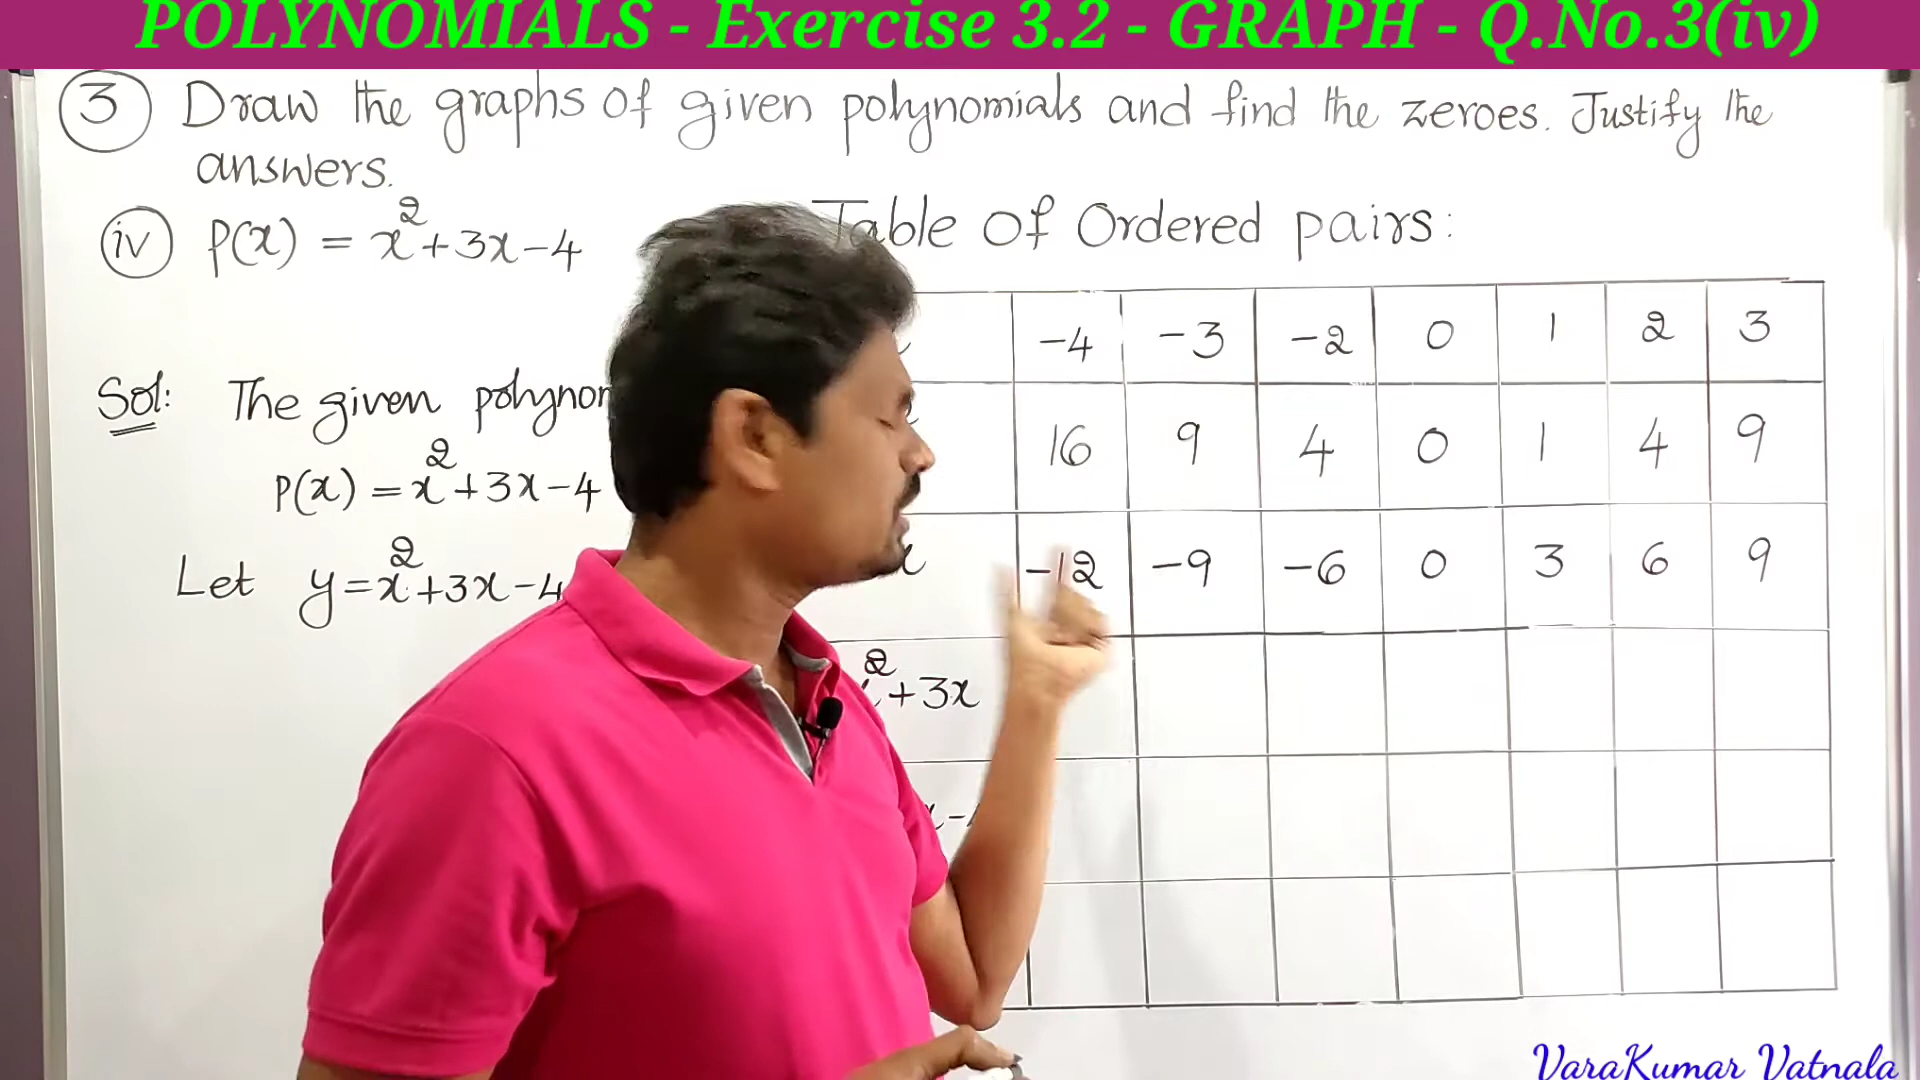 POLYNOMIALS - Exercise 3.2 - GRAPH - Q.No.3(iv)
3 Draw the graphs of given polynomials and find the zeroes. Justify the
answers.
iv P(x) = x²+3x-4
Table of Ordered pairs:
-4 -3 -2 0 1 2 3
Sol: The given
16 9 4 0 1 4 9
P(x) = x²+3x-4
-12 -9 -6 0 3 6 9
Let y=x²+3x-4
²+3x
VaraKumar Vatnala